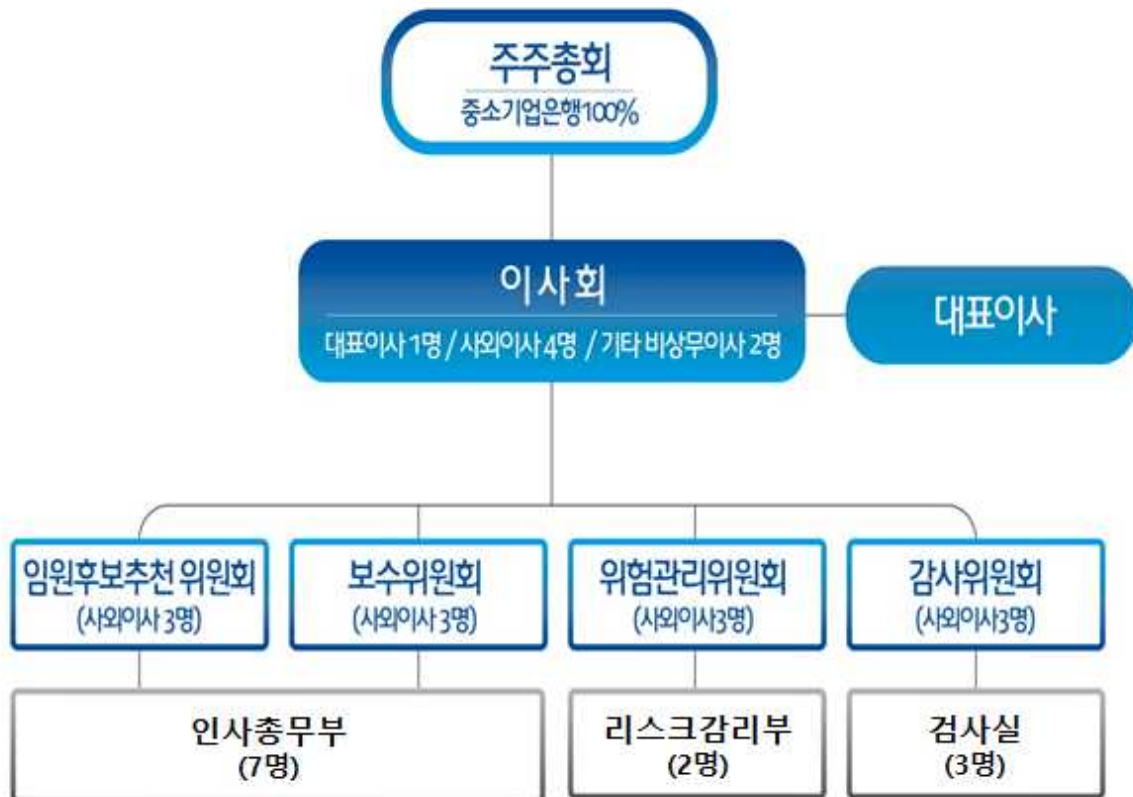 주주총회
중소기업은행100%
이사회
대표이사 1명 / 사외이사 4명 / 기타 비상무이사 2명
대표이사
임원후보추천 위원회
(사외이사 3명)
보수위원회
(사외이사 3명)
위험관리위원회
(사외이사3명)
감사위원회
(사외이사3명)
인사총무부
(7명)
리스크감리부
(2명)
검사실
(3명)